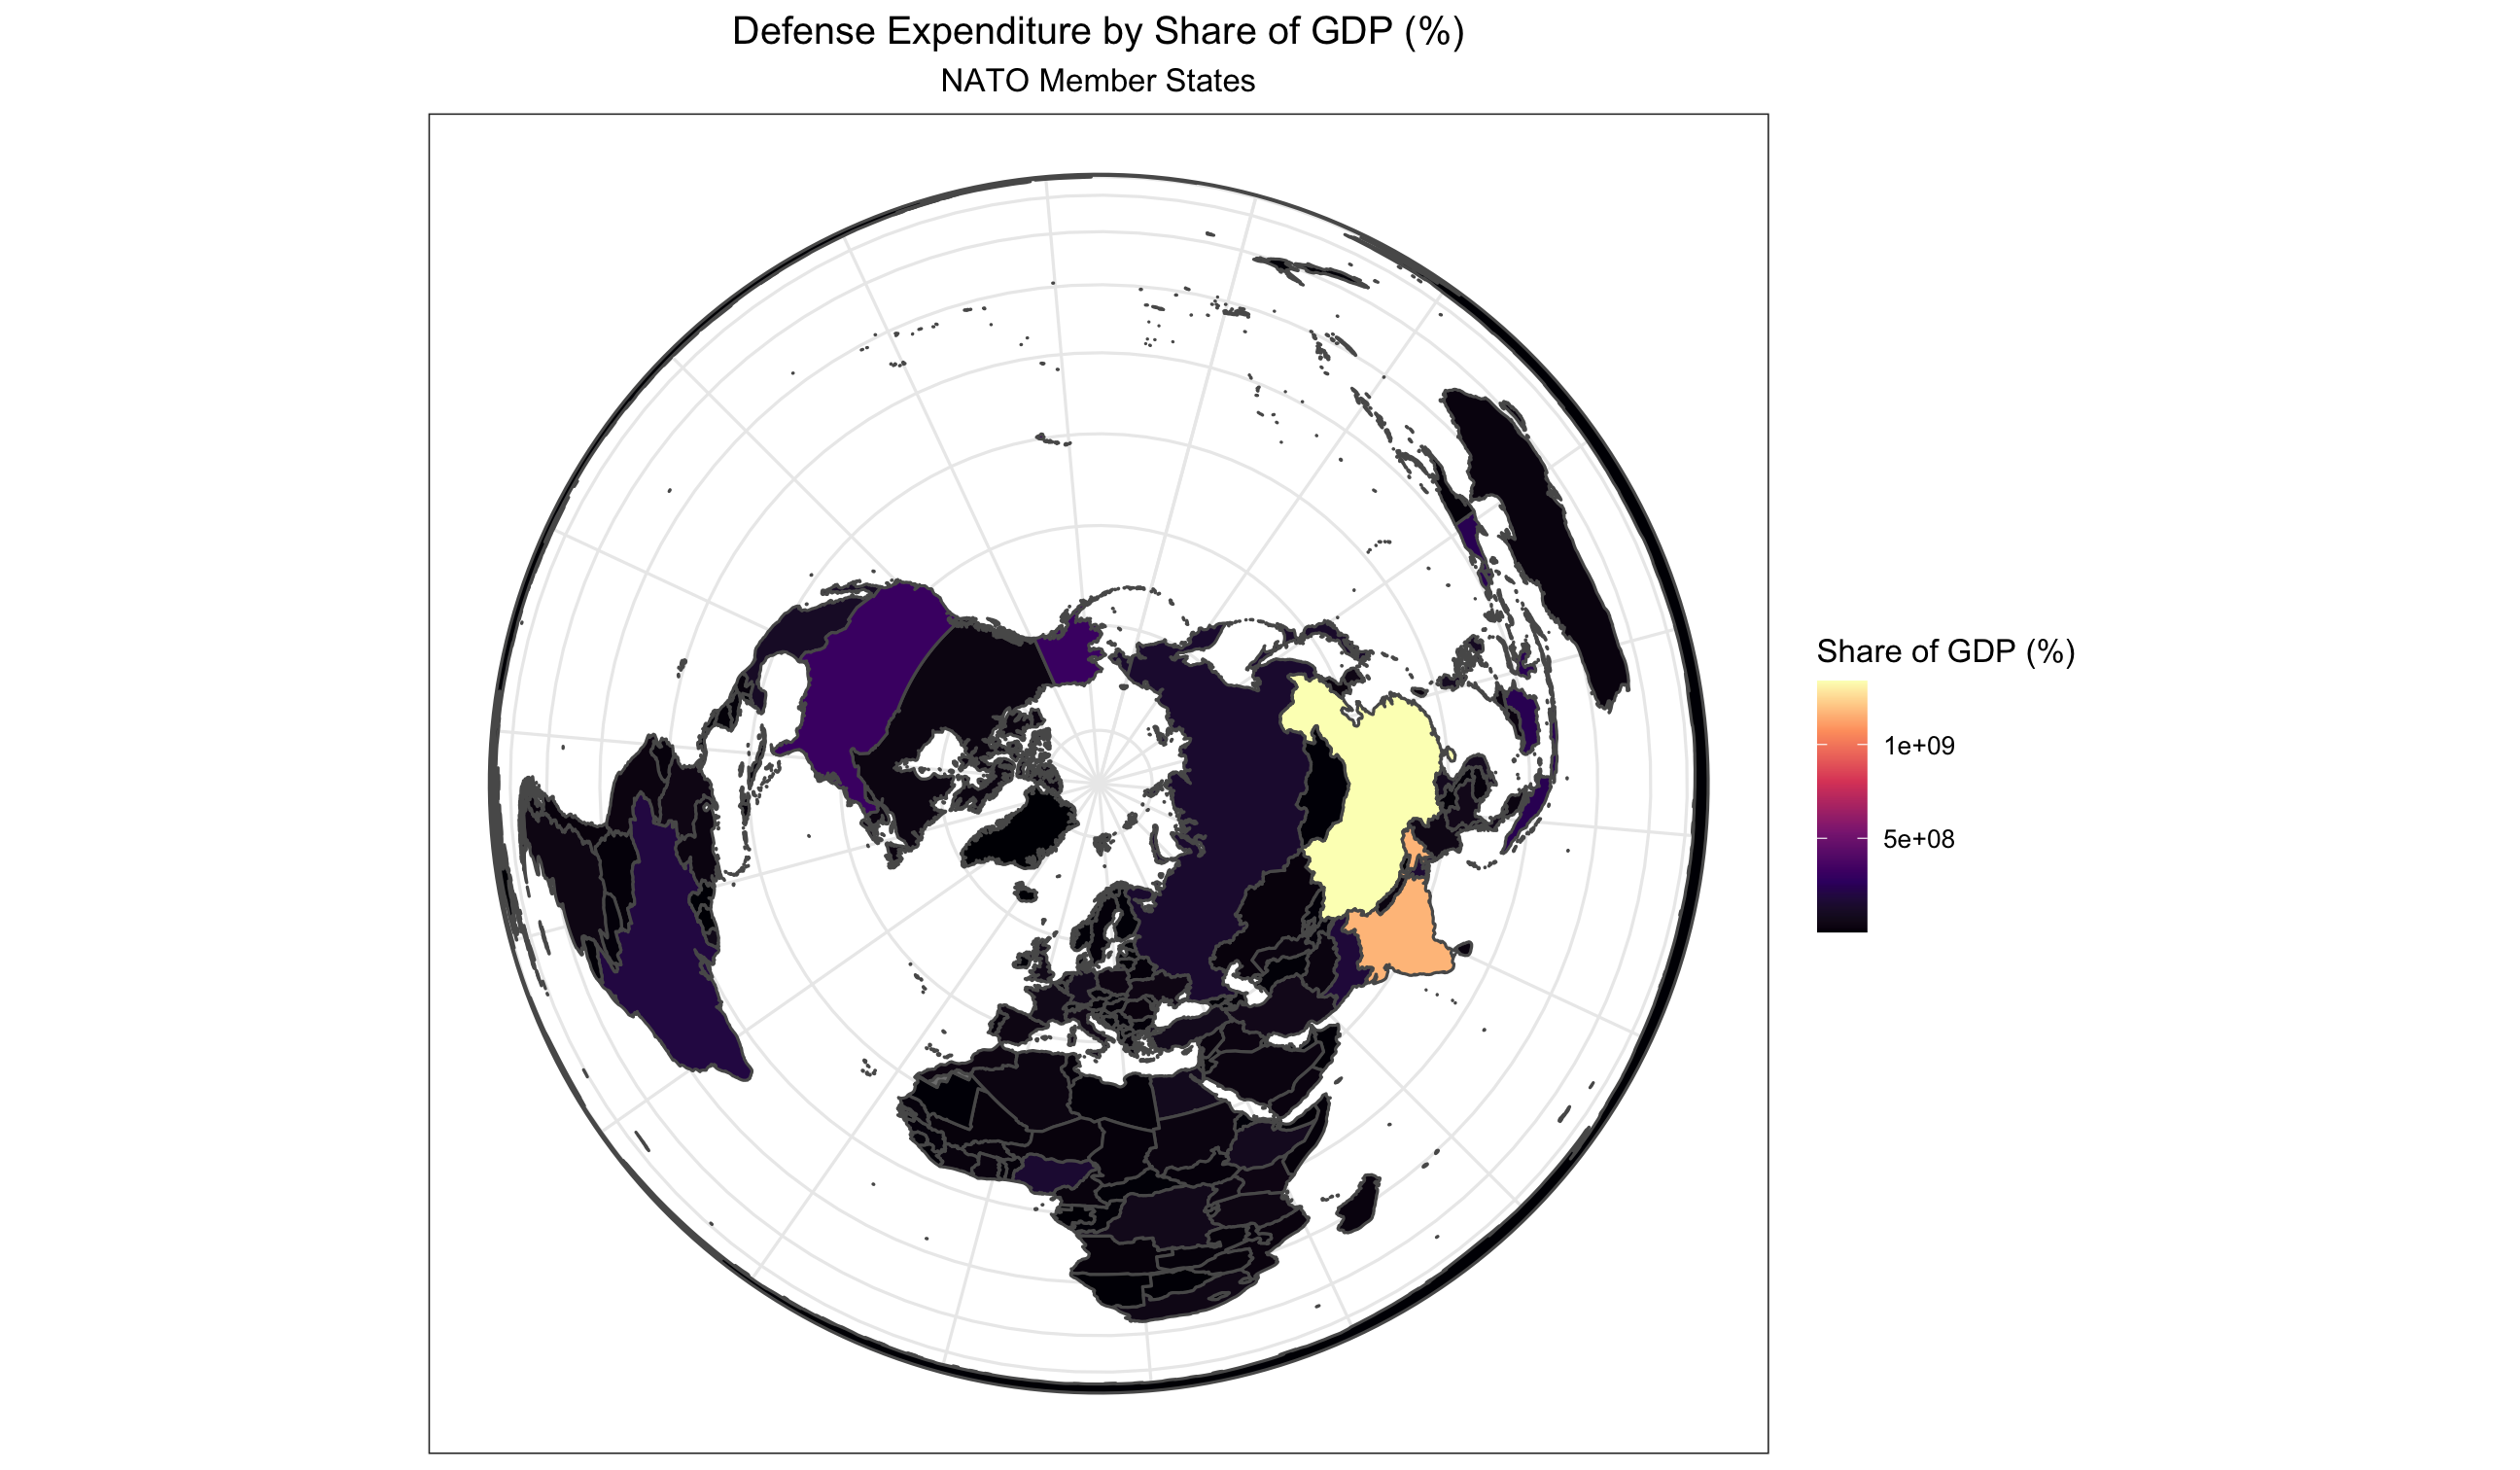 Defense Expenditure by Share of GDP (%)
NATO Member States
Share of GDP (%)
1e+09
5e+08